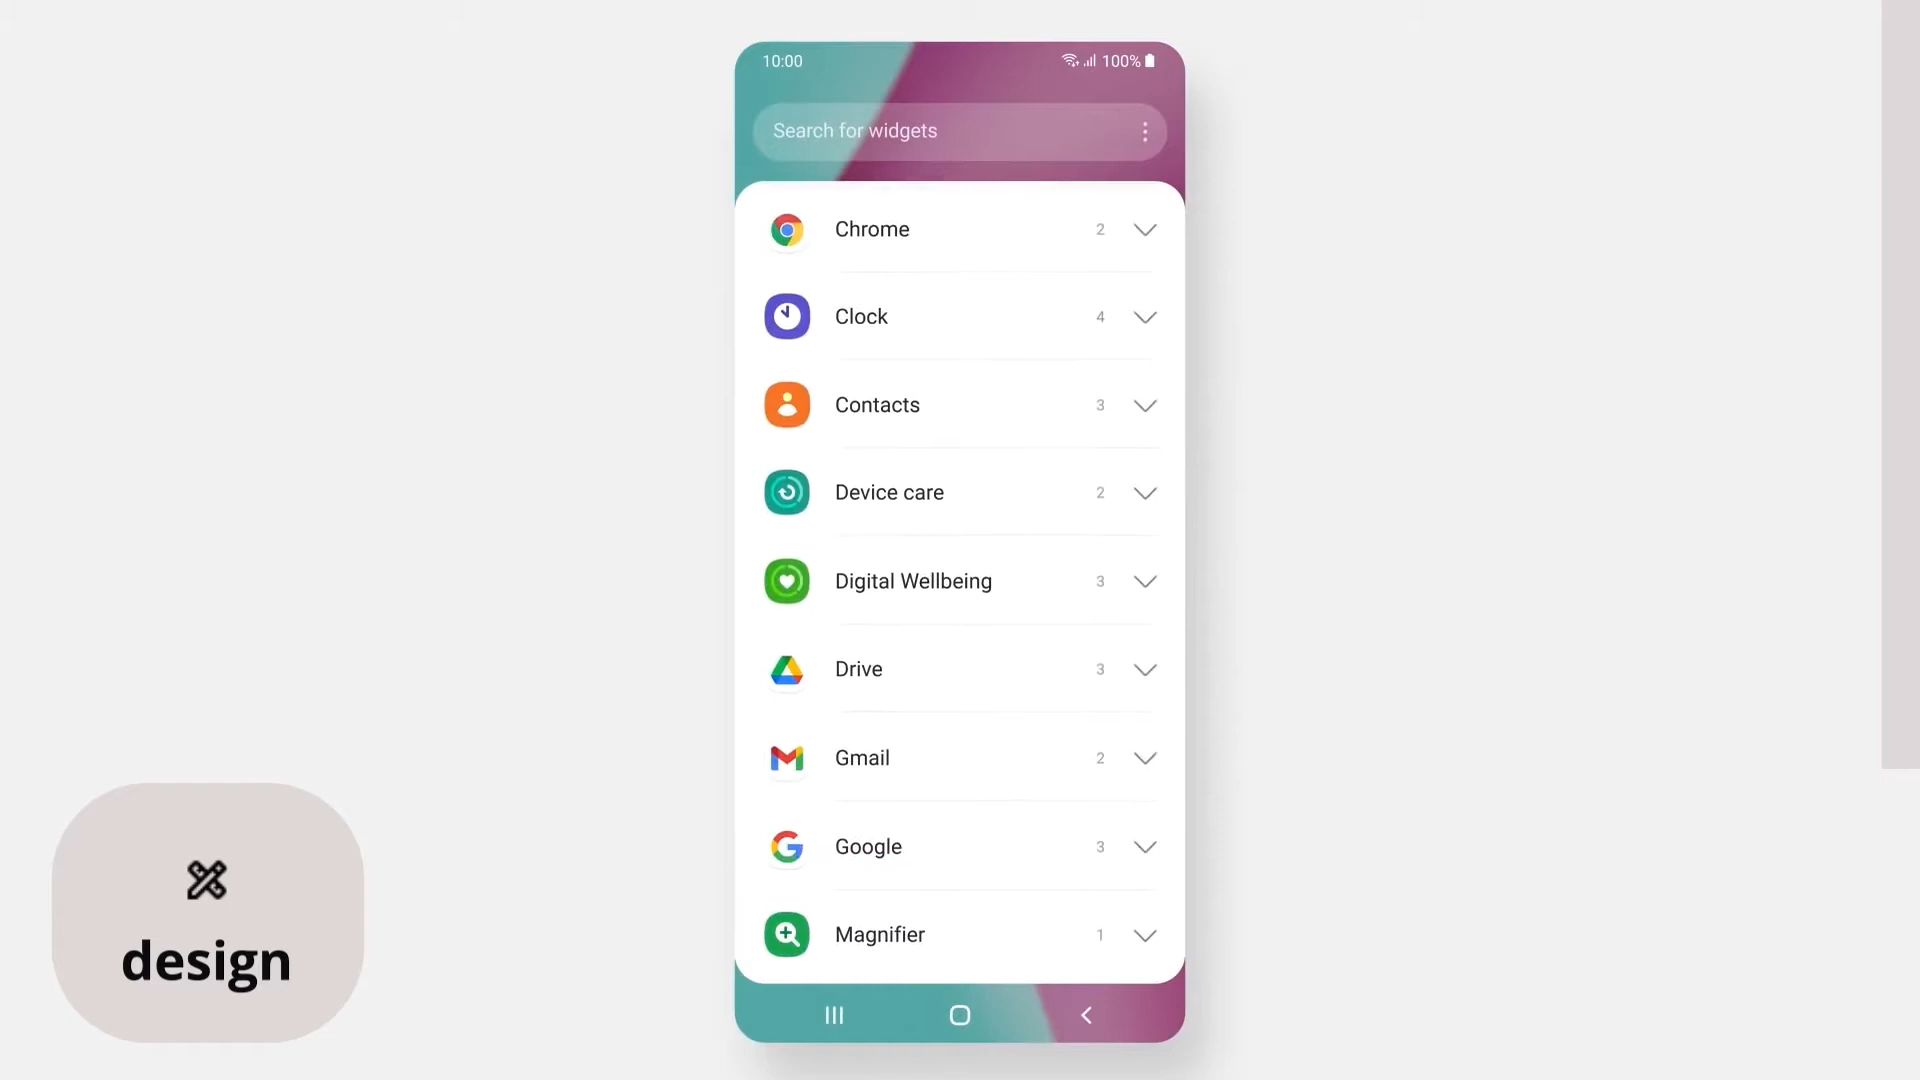 10:00
100%
Search for widgets
Chrome 2
Clock 4
Contacts 3
Device care 2
Digital Wellbeing 3
Drive 3
Gmail 2
Google 3
Magnifier 1
design